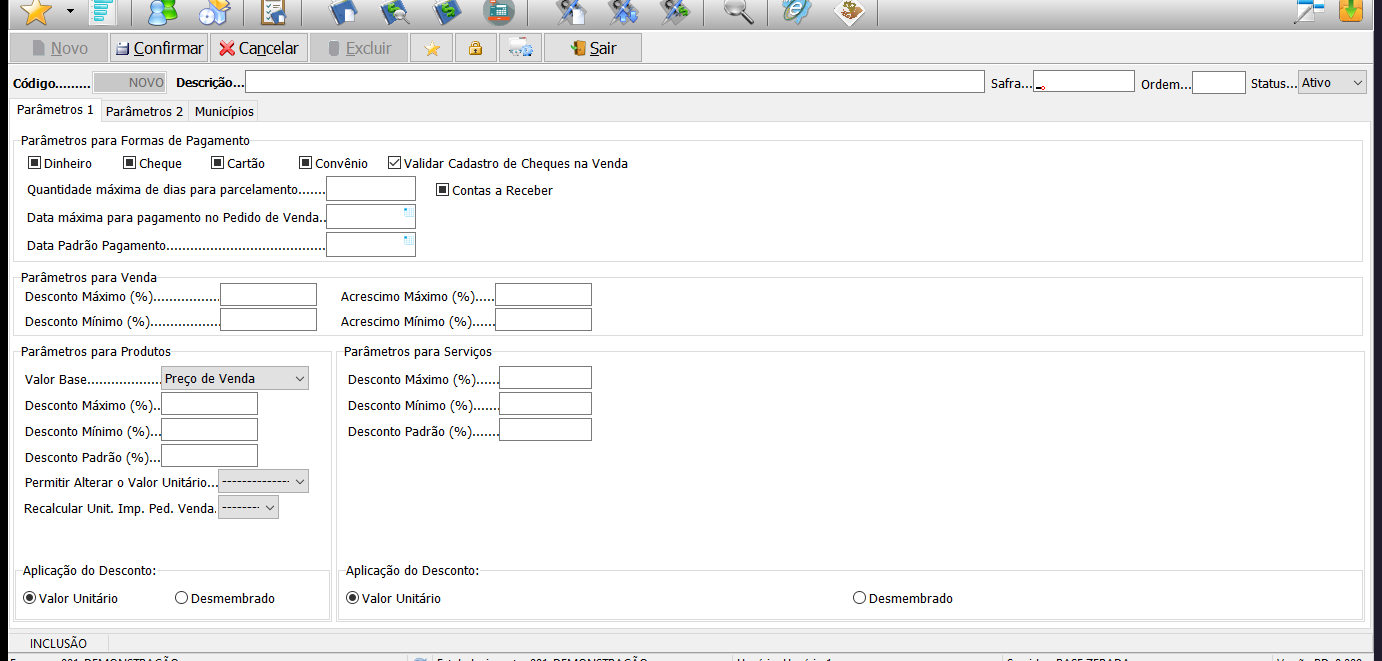 Novo Confirmar Cancelar Excluir Sair
Código......... NOVO Descrição... Safra... Ordem... Status... Ativo
Parâmetros 1 Parâmetros 2 Municípios
Parâmetros para Formas de Pagamento
Dinheiro Cheque Cartão Convênio Validar Cadastro de Cheques na Venda
Quantidade máxima de dias para parcelamento....... Contas a Receber
Data máxima para pagamento no Pedido de Venda..
Data Padrão Pagamento........................................
Parâmetros para Venda
Desconto Máximo (%)................ Acrescimo Máximo (%).....
Desconto Mínimo (%)................. Acrescimo Mínimo (%)......
Parâmetros para Produtos Parâmetros para Serviços
Valor Base.................. Preço de Venda Desconto Máximo (%)......
Desconto Máximo (%).. Desconto Mínimo (%).......
Desconto Mínimo (%)... Desconto Padrão (%).......
Desconto Padrão (%)...
Permitir Alterar o Valor Unitário... --------------
Recalcular Unit. Imp. Ped. Venda. -------
Aplicação do Desconto: Aplicação do Desconto:
Valor Unitário Desmembrado Valor Unitário Desmembrado
INCLUSÃO